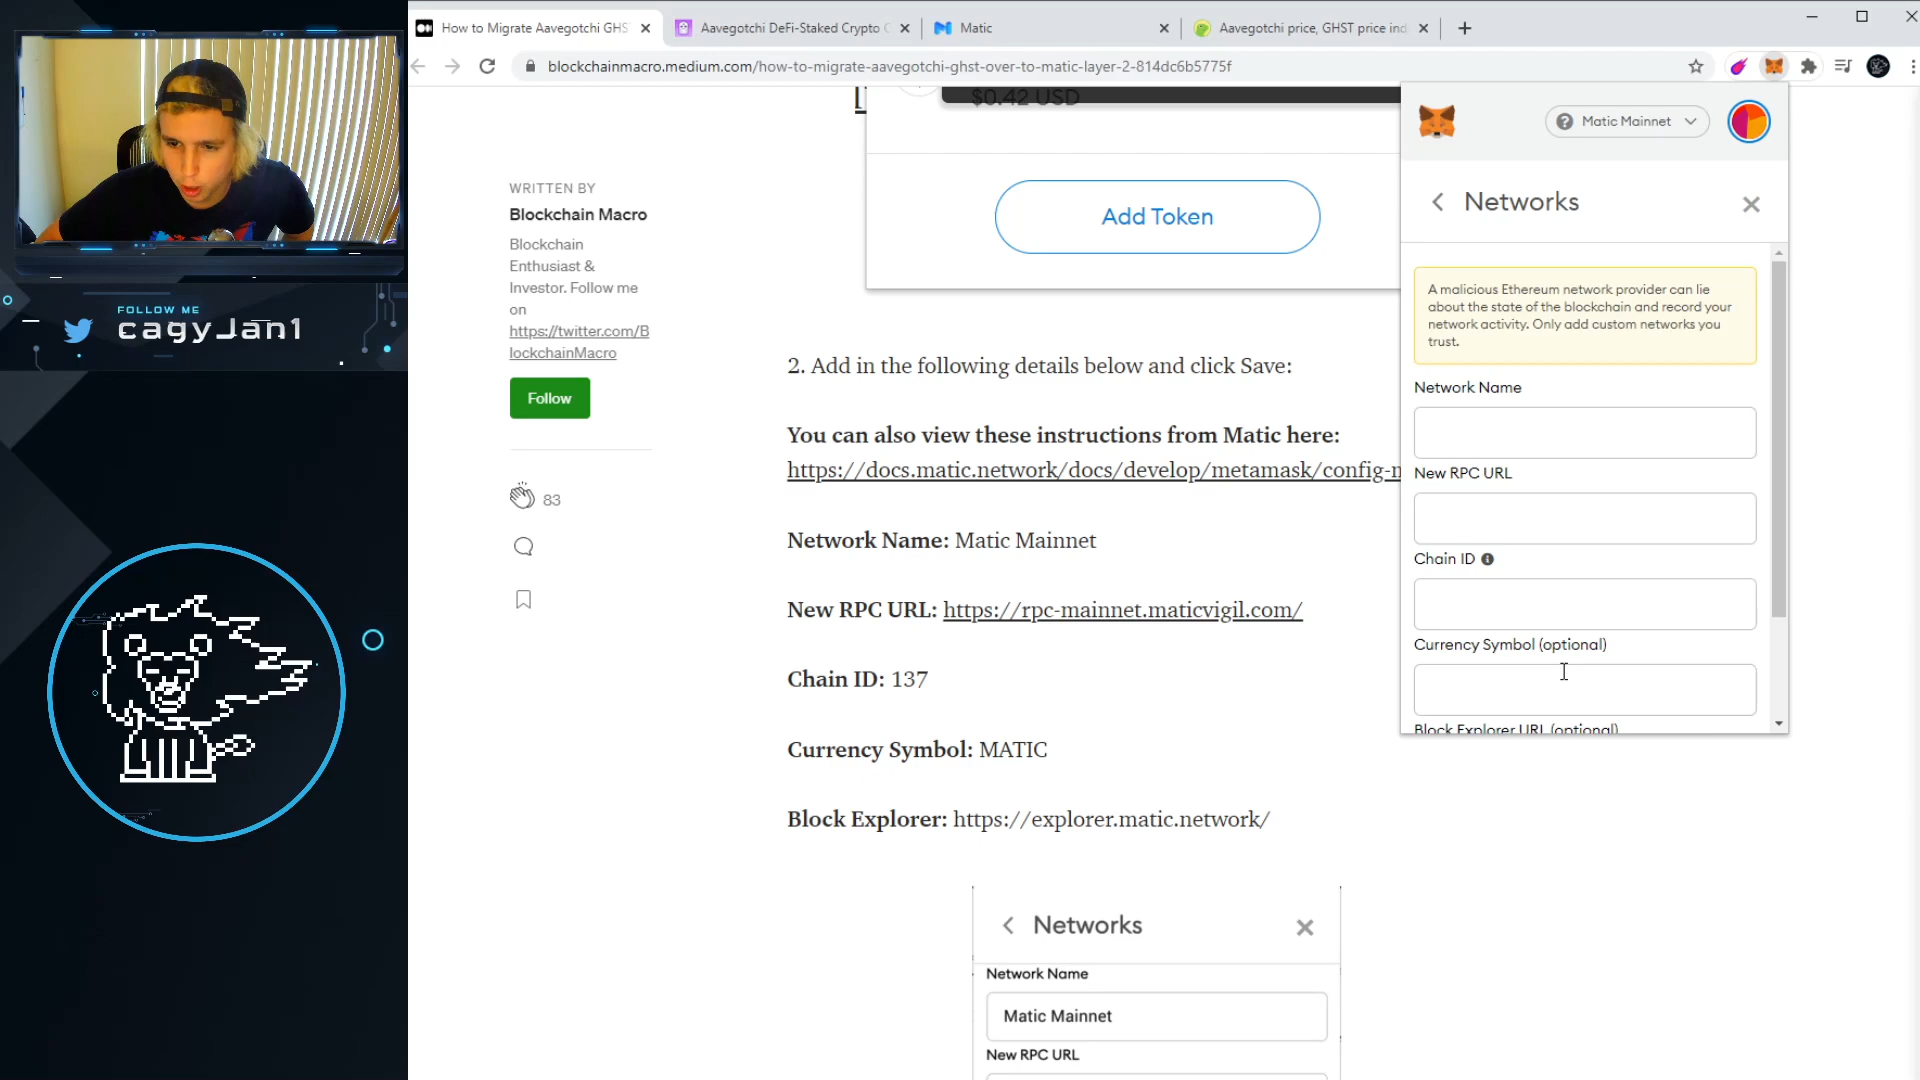 How to Migrate Aavegotchi GHS
Aavegotchi DeFi-Staked Crypto C
Matic
Aavegotchi price, GHST price ind
blockchainmacro.medium.com/how-to-migrate-aavegotchi-ghst-over-to-matic-layer-2-814dc6b5775f
FOLLOW ME
cagyJan1
$0.42 USD
Add Token
WRITTEN BY
Blockchain Macro
Blockchain
Enthusiast &
Investor. Follow me
on
https://twitter.com/B
lockchainMacro
Follow
83
2. Add in the following details below and click Save:
You can also view these instructions from Matic here:
https://docs.matic.network/docs/develop/metamask/config-
Network Name: Matic Mainnet
New RPC URL: https://rpc-mainnet.maticvigil.com/
Chain ID: 137
Currency Symbol: MATIC
Block Explorer: https://explorer.matic.network/
Networks
Network Name
Matic Mainnet
New RPC URL
Matic Mainnet
Networks
A malicious Ethereum network provider can lie
about the state of the blockchain and record your
network activity. Only add custom networks you
trust.
Network Name
New RPC URL
Chain ID
Currency Symbol (optional)
Block Explorer URL (optional)